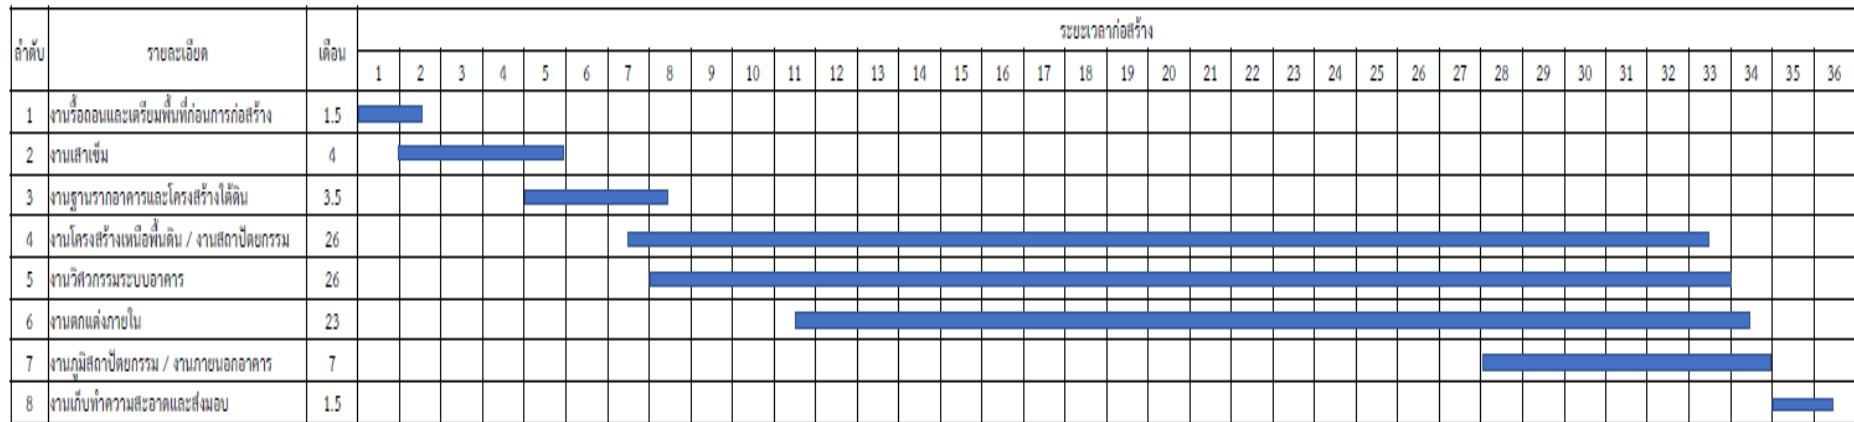 ลำดับ รายละเอียด เดือน ระยะเวลาก่อสร้าง
1 2 3 4 5 6 7 8 9 10 11 12 13 14 15 16 17 18 19 20 21 22 23 24 25 26 27 28 29 30 31 32 33 34 35 36
1 งานรื้อถอนและเตรียมพื้นที่ก่อนการก่อสร้าง 1.5
2 งานเสาเข็ม 4
3 งานฐานรากอาคารและโครงสร้างใต้ดิน 3.5
4 งานโครงสร้างเหนือพื้นดิน / งานสถาปัตยกรรม 26
5 งานวิศวกรรมระบบอาคาร 26
6 งานตกแต่งภายใน 23
7 งานภูมิสถาปัตยกรรม / งานภายนอกอาคาร 7
8 งานเก็บทำความสะอาดและส่งมอบ 1.5